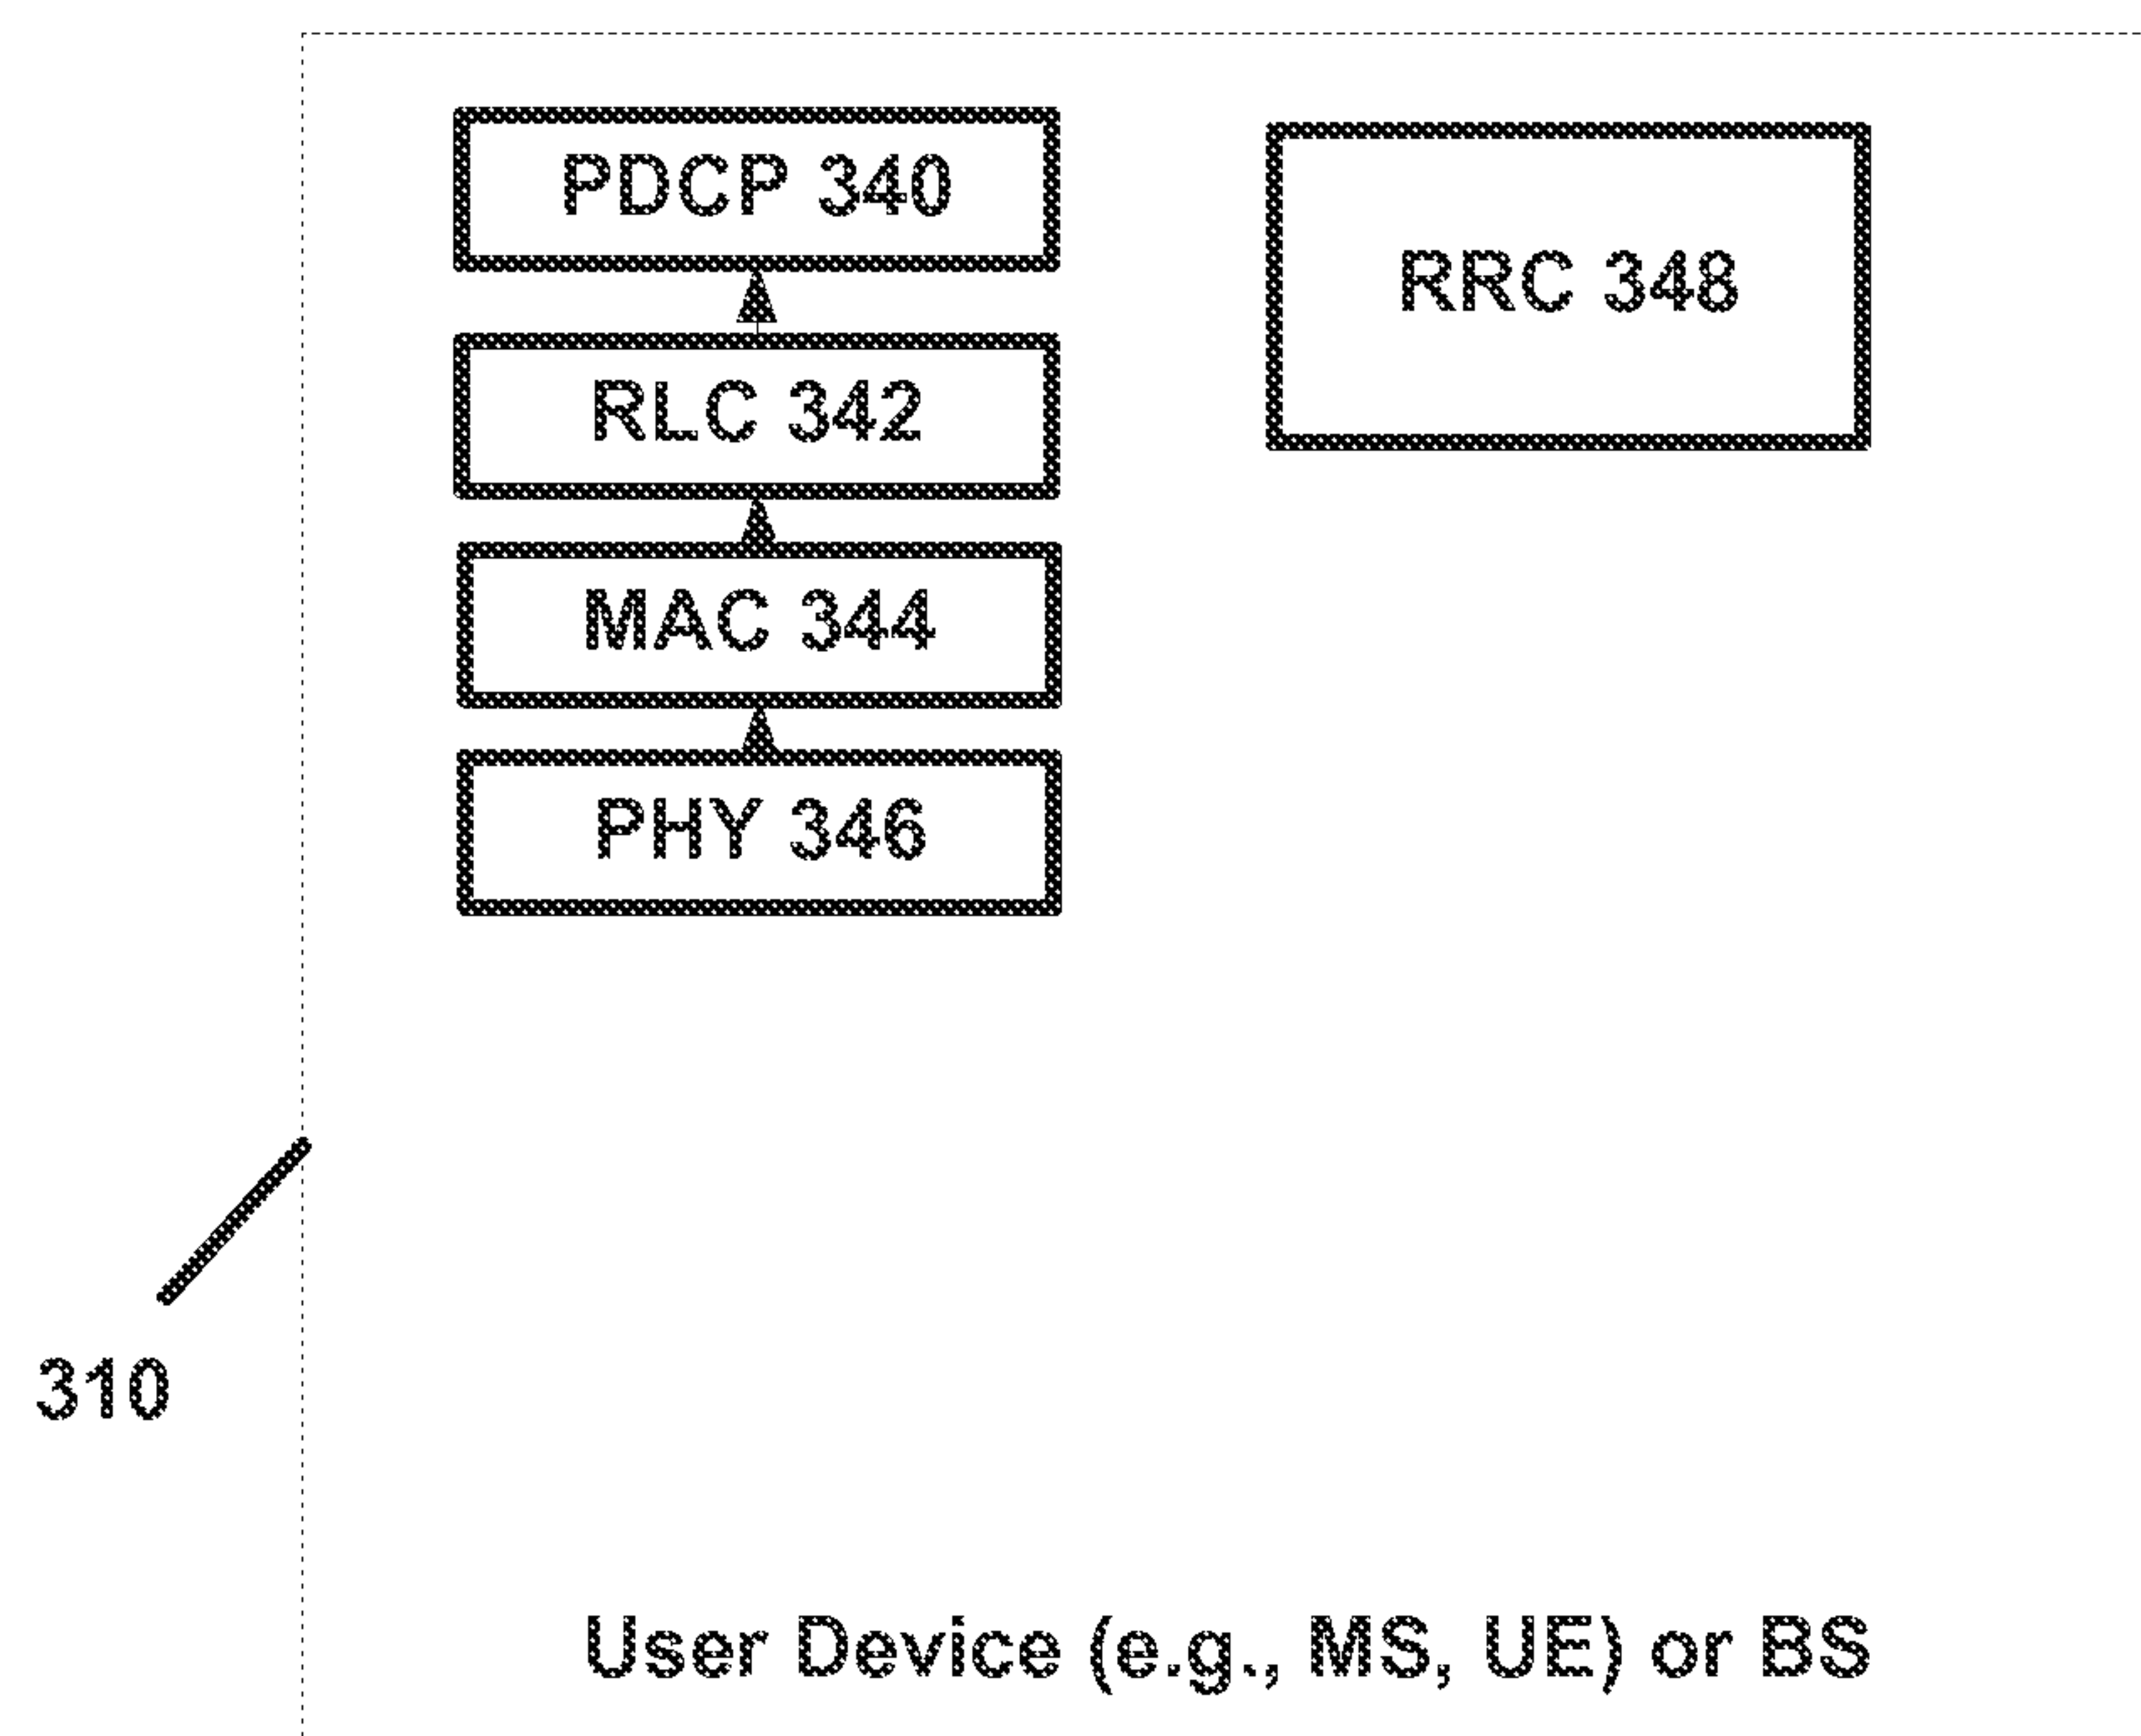 PDCP 340
RRC 348
RLC 342
MAC 344
PHY 346
310
User Device (e.g., MS, UE) or BS